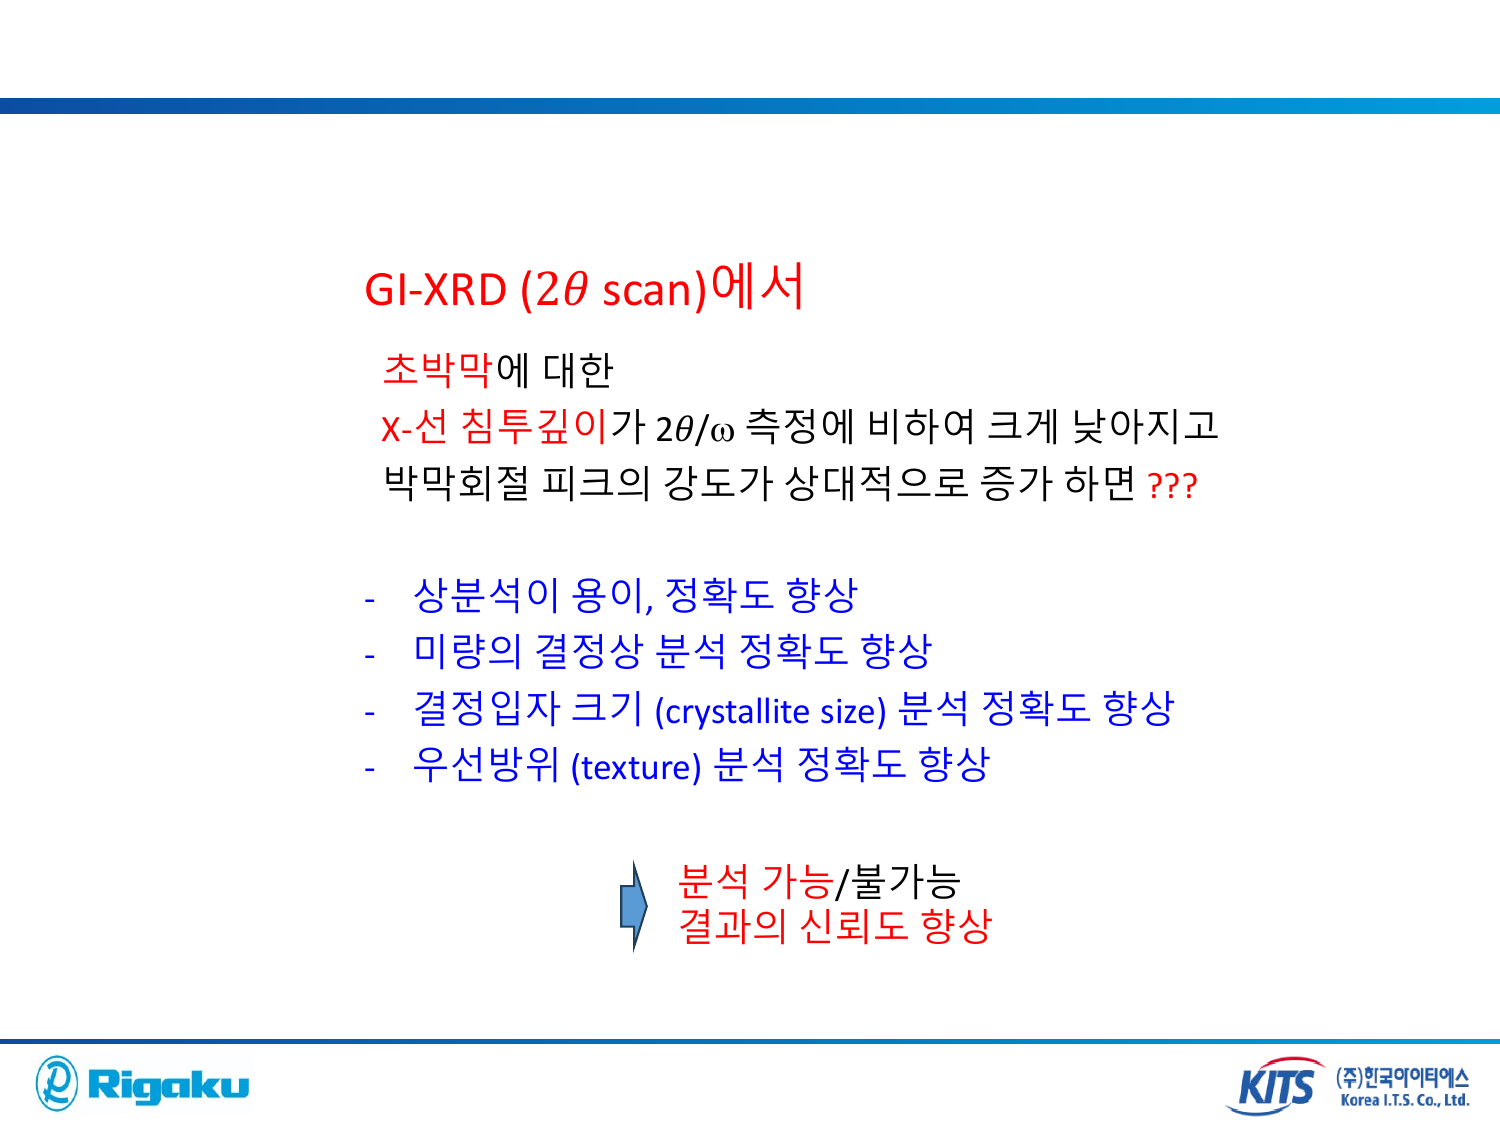 GI-XRD (2θ scan)에서
초박막에 대한
X-선 침투깊이가 2θ/ω 측정에 비하여 크게 낮아지고
박막회절 피크의 강도가 상대적으로 증가 하면 ???
- 상분석이 용이, 정확도 향상
- 미량의 결정상 분석 정확도 향상
- 결정입자 크기 (crystallite size) 분석 정확도 향상
- 우선방위 (texture) 분석 정확도 향상
분석 가능/불가능
결과의 신뢰도 향상
Rigaku
KITS
(주)한국아이티에스
Korea I.T.S. Co., Ltd.